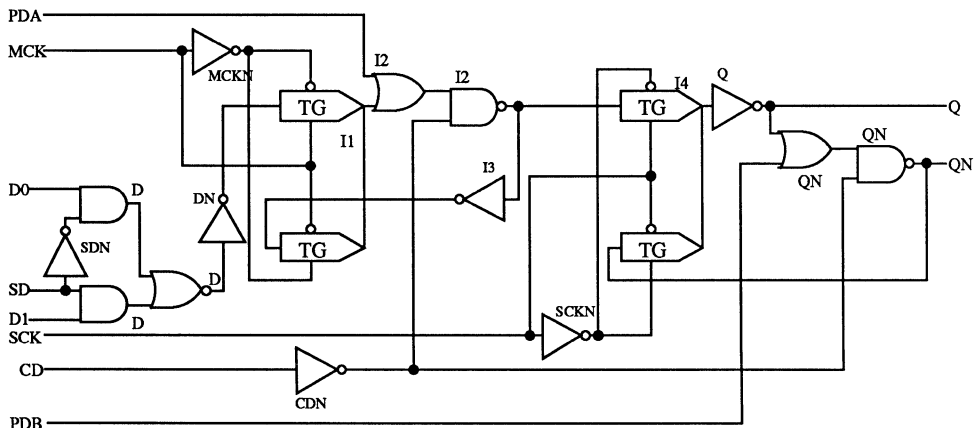 PDA
MCK
MCKN
I2
I2
I4
Q
TG
TG
Q
I1
QN
QN
QN
I3
D0
D
DN
SDN
TG
TG
SD
D
D1
D
SCK
SCKN
CD
CDN
PDB